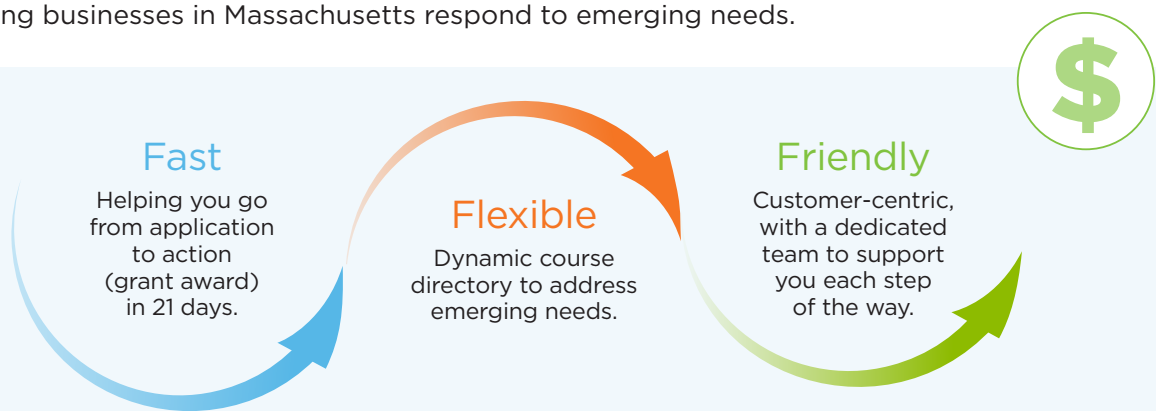 ng businesses in Massachusetts respond to emerging needs.
$
Fast
Helping you go
from application
to action
(grant award)
in 21 days.
Flexible
Dynamic course
directory to address
emerging needs.
Friendly
Customer-centric,
with a dedicated
team to support
you each step
of the way.